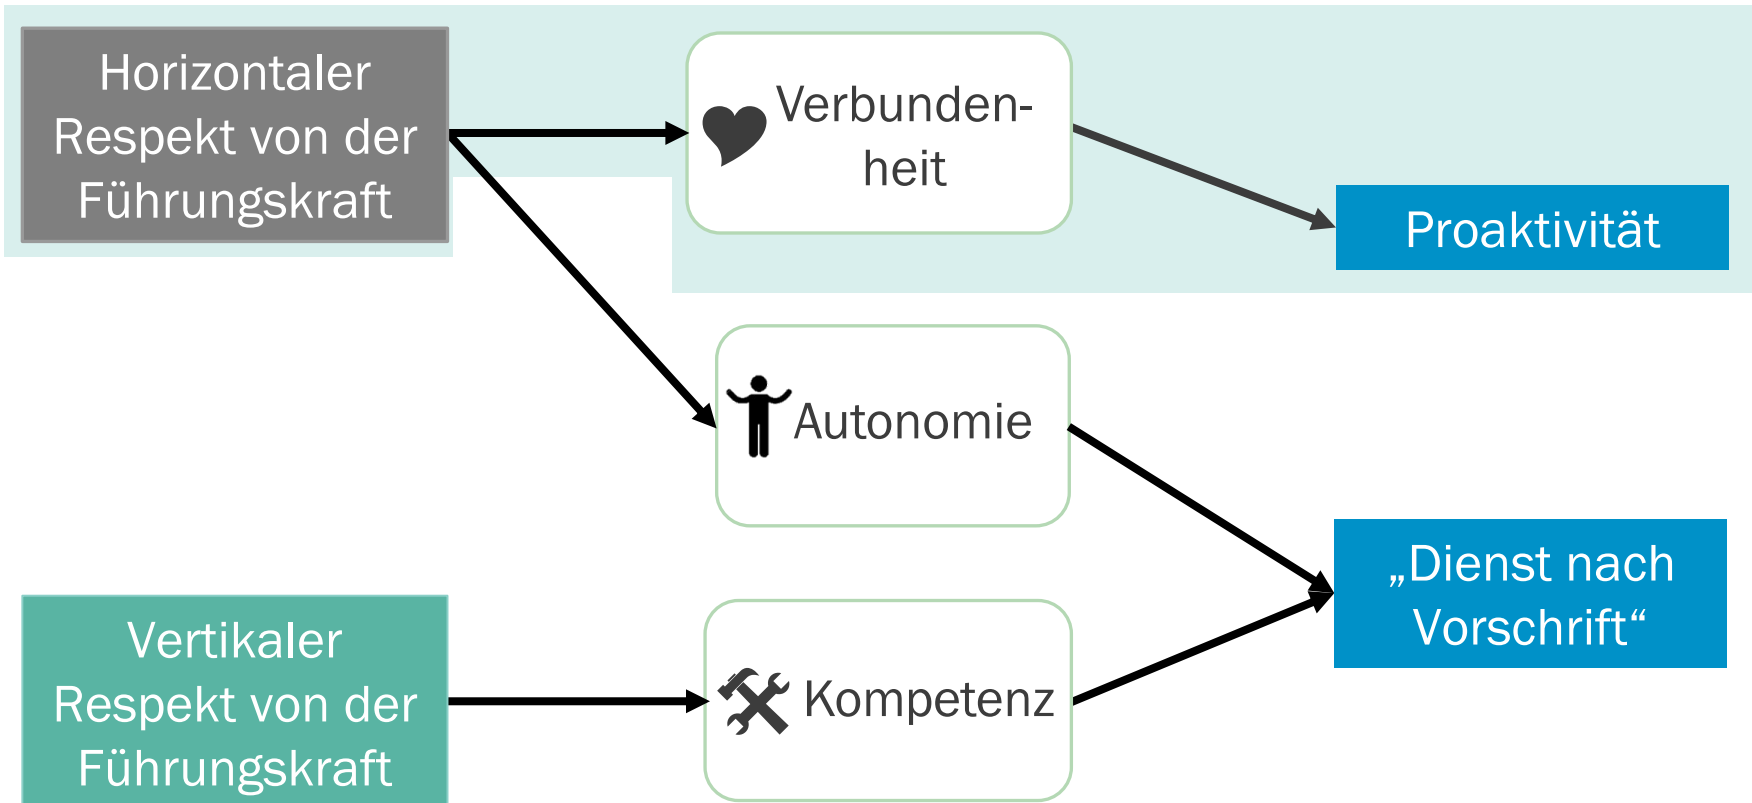 Horizontaler
Respekt von der
Führungskraft
Verbunden-
heit
Proaktivität
Autonomie
„Dienst nach
Vorschrift“
Vertikaler
Respekt von der
Führungskraft
Kompetenz